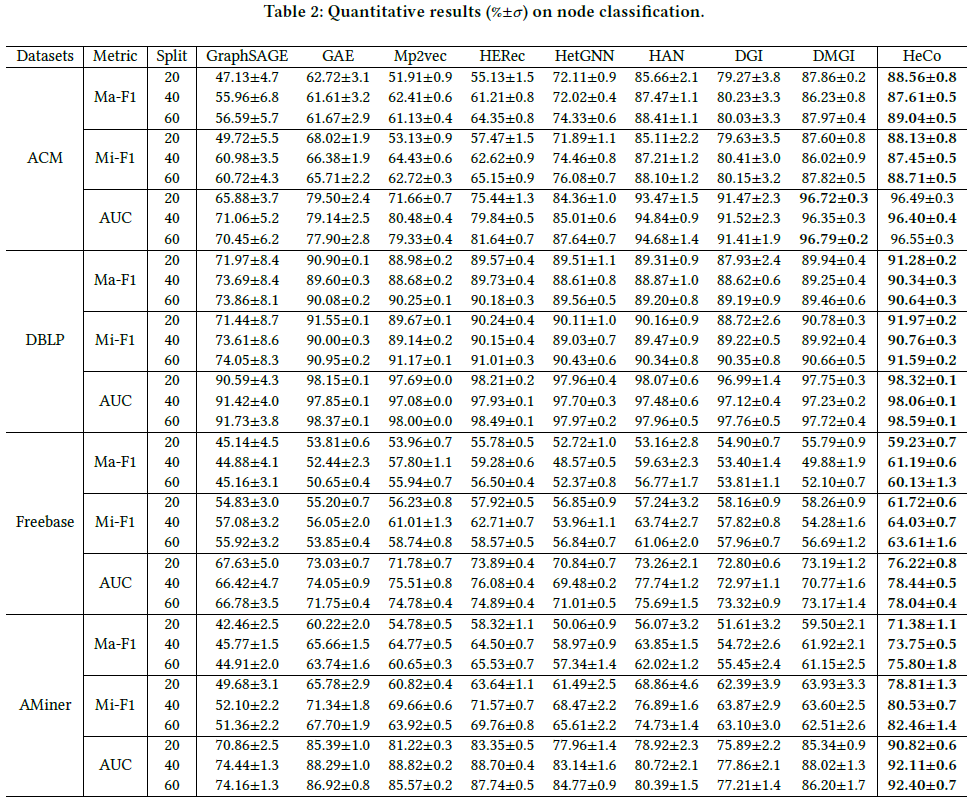 Table 2: Quantitative results (%±σ) on node classification.
Datasets Metric Split GraphSAGE GAE Mp2vec HERec HetGNN HAN DGI DMGI HeCo
20 47.13±4.7 62.72±3.1 51.91±0.9 55.13±1.5 72.11±0.9 85.66±2.1 79.27±3.8 87.86±0.2 88.56±0.8
Ma-F1 40 55.96±6.8 61.61±3.2 62.41±0.6 61.21±0.8 72.02±0.4 87.47±1.1 80.23±3.3 86.23±0.8 87.61±0.5
60 56.59±5.7 61.67±2.9 61.13±0.4 64.35±0.8 74.33±0.6 88.41±1.1 80.03±3.3 87.97±0.4 89.04±0.5
20 49.72±5.5 68.02±1.9 53.13±0.9 57.47±1.5 71.89±1.1 85.11±2.2 79.63±3.5 87.60±0.8 88.13±0.8
ACM Mi-F1 40 60.98±3.5 66.38±1.9 64.43±0.6 62.62±0.9 74.46±0.8 87.21±1.2 80.41±3.0 86.02±0.9 87.45±0.5
60 60.72±4.3 65.71±2.2 62.72±0.3 65.15±0.9 76.08±0.7 88.10±1.2 80.15±3.2 87.82±0.5 88.71±0.5
20 65.88±3.7 79.50±2.4 71.66±0.7 75.44±1.3 84.36±1.0 93.47±1.5 91.47±2.3 96.72±0.3 96.49±0.3
AUC 40 71.06±5.2 79.14±2.5 80.48±0.4 79.84±0.5 85.01±0.6 94.84±0.9 91.52±2.3 96.35±0.3 96.40±0.4
60 70.45±6.2 77.90±2.8 79.33±0.4 81.64±0.7 87.64±0.7 94.68±1.4 91.41±1.9 96.79±0.2 96.55±0.3
20 71.97±8.4 90.90±0.1 88.98±0.2 89.57±0.4 89.51±1.1 89.31±0.9 87.93±2.4 89.94±0.4 91.28±0.2
Ma-F1 40 73.69±8.4 89.60±0.3 88.68±0.2 89.73±0.4 88.61±0.8 88.87±1.0 88.62±0.6 89.25±0.4 90.34±0.3
60 73.86±8.1 90.08±0.2 90.25±0.1 90.18±0.3 89.56±0.5 89.20±0.8 89.19±0.9 89.46±0.6 90.64±0.3
20 71.44±8.7 91.55±0.1 89.67±0.1 90.24±0.4 90.11±1.0 90.16±0.9 88.72±2.6 90.78±0.3 91.97±0.2
DBLP Mi-F1 40 73.61±8.6 90.00±0.3 89.14±0.2 90.15±0.4 89.03±0.7 89.47±0.9 89.22±0.5 89.92±0.4 90.76±0.3
60 74.05±8.3 90.95±0.2 91.17±0.1 91.01±0.3 90.43±0.6 90.34±0.8 90.35±0.8 90.66±0.5 91.59±0.2
20 90.59±4.3 98.15±0.1 97.69±0.0 98.21±0.2 97.96±0.4 98.07±0.6 96.99±1.4 97.75±0.3 98.32±0.1
AUC 40 91.42±4.0 97.85±0.1 97.08±0.0 97.93±0.1 97.70±0.3 97.48±0.6 97.12±0.4 97.23±0.2 98.06±0.1
60 91.73±3.8 98.37±0.1 98.00±0.0 98.49±0.1 97.97±0.2 97.96±0.5 97.76±0.5 97.72±0.4 98.59±0.1
20 45.14±4.5 53.81±0.6 53.96±0.7 55.78±0.5 52.72±1.0 53.16±2.8 54.90±0.7 55.79±0.9 59.23±0.7
Ma-F1 40 44.88±4.1 52.44±2.3 57.80±1.1 59.28±0.6 48.57±0.5 59.63±2.3 53.40±1.4 49.88±1.9 61.19±0.6
60 45.16±3.1 50.65±0.4 55.94±0.7 56.50±0.4 52.37±0.8 56.77±1.7 53.81±1.1 52.10±0.7 60.13±1.3
20 54.83±3.0 55.20±0.7 56.23±0.8 57.92±0.5 56.85±0.9 57.24±3.2 58.16±0.9 58.26±0.9 61.72±0.6
Freebase Mi-F1 40 57.08±3.2 56.05±2.0 61.01±1.3 62.71±0.7 53.96±1.1 63.74±2.7 57.82±0.8 54.28±1.6 64.03±0.7
60 55.92±3.2 53.85±0.4 58.74±0.8 58.57±0.5 56.84±0.7 61.06±2.0 57.96±0.7 56.69±1.2 63.61±1.6
20 67.63±5.0 73.03±0.7 71.78±0.7 73.89±0.4 70.84±0.7 73.26±2.1 72.80±0.6 73.19±1.2 76.22±0.8
AUC 40 66.42±4.7 74.05±0.9 75.51±0.8 76.08±0.4 69.48±0.2 77.74±1.2 72.97±1.1 70.77±1.6 78.44±0.5
60 66.78±3.5 71.75±0.4 74.78±0.4 74.89±0.4 71.01±0.5 75.69±1.5 73.32±0.9 73.17±1.4 78.04±0.4
20 42.46±2.5 60.22±2.0 54.78±0.5 58.32±1.1 50.06±0.9 56.07±3.2 51.61±3.2 59.50±2.1 71.38±1.1
Ma-F1 40 45.77±1.5 65.66±1.5 64.77±0.5 64.50±0.7 58.97±0.9 63.85±1.5 54.72±2.6 61.92±2.1 73.75±0.5
60 44.91±2.0 63.74±1.6 60.65±0.3 65.53±0.7 57.34±1.4 62.02±1.2 55.45±2.4 61.15±2.5 75.80±1.8
20 49.68±3.1 65.78±2.9 60.82±0.4 63.64±1.1 61.49±2.5 68.86±4.6 62.39±3.9 63.93±3.3 78.81±1.3
AMiner Mi-F1 40 52.10±2.2 71.34±1.8 69.66±0.6 71.57±0.7 68.47±2.2 76.89±1.6 63.87±2.9 63.60±2.5 80.53±0.7
60 51.36±2.2 67.70±1.9 63.92±0.5 69.76±0.8 65.61±2.2 74.73±1.4 63.10±3.0 62.51±2.6 82.46±1.4
20 70.86±2.5 85.39±1.0 81.22±0.3 83.35±0.5 77.96±1.4 78.92±2.3 75.89±2.2 85.34±0.9 90.82±0.6
AUC 40 74.44±1.3 88.29±1.0 88.82±0.2 88.70±0.4 83.14±1.6 80.72±2.1 77.86±2.1 88.02±1.3 92.11±0.6
60 74.16±1.3 86.92±0.8 85.57±0.2 87.74±0.5 84.77±0.9 80.39±1.5 77.21±1.4 86.20±1.7 92.40±0.7